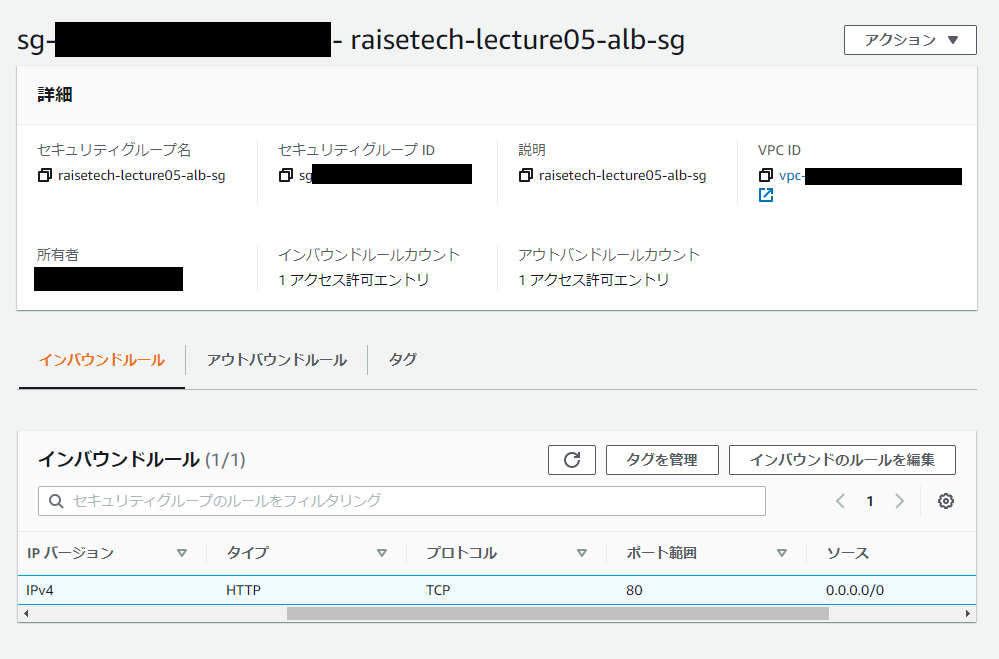 sg- - raisetech-lecture05-alb-sg
アクション
詳細
セキュリティグループ名 セキュリティグループ ID 説明 VPC ID
raisetech-lecture05-alb-sg sg raisetech-lecture05-alb-sg vpc-
所有者 インバウンドルールカウント アウトバンドルールカウント
1 アクセス許可エントリ 1 アクセス許可エントリ
インバウンドルール アウトバウンドルール タグ
インバウンドルール (1/1) タグを管理 インバウンドのルールを編集
セキュリティグループのルールをフィルタリング 1
IP バージョン タイプ プロトコル ポート範囲 ソース
IPv4 HTTP TCP 80 0.0.0.0/0